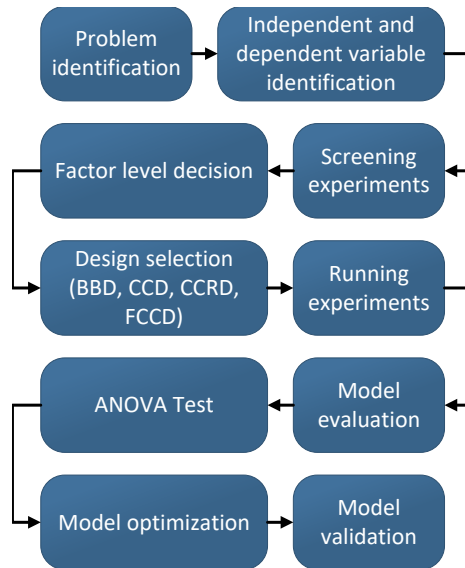 Problem
identification
Independent and
dependent variable
identification
Screening
experiments
Factor level decision
Design selection
(BBD, CCD, CCRD,
FCCD)
Running
experiments
Model
evaluation
ANOVA Test
Model optimization
Model
validation